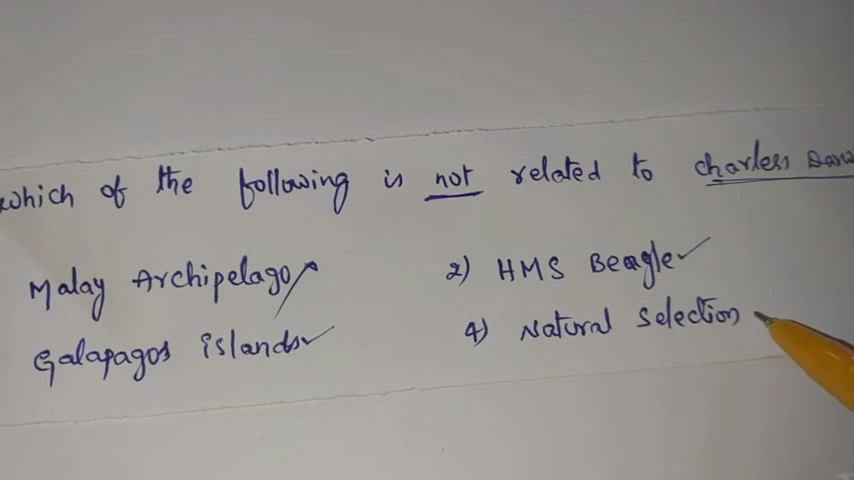 which of the following is not related to charless Darw
Malay Archipelago 2) HMS Beagle
Galapagos islands 4) Natural Selection